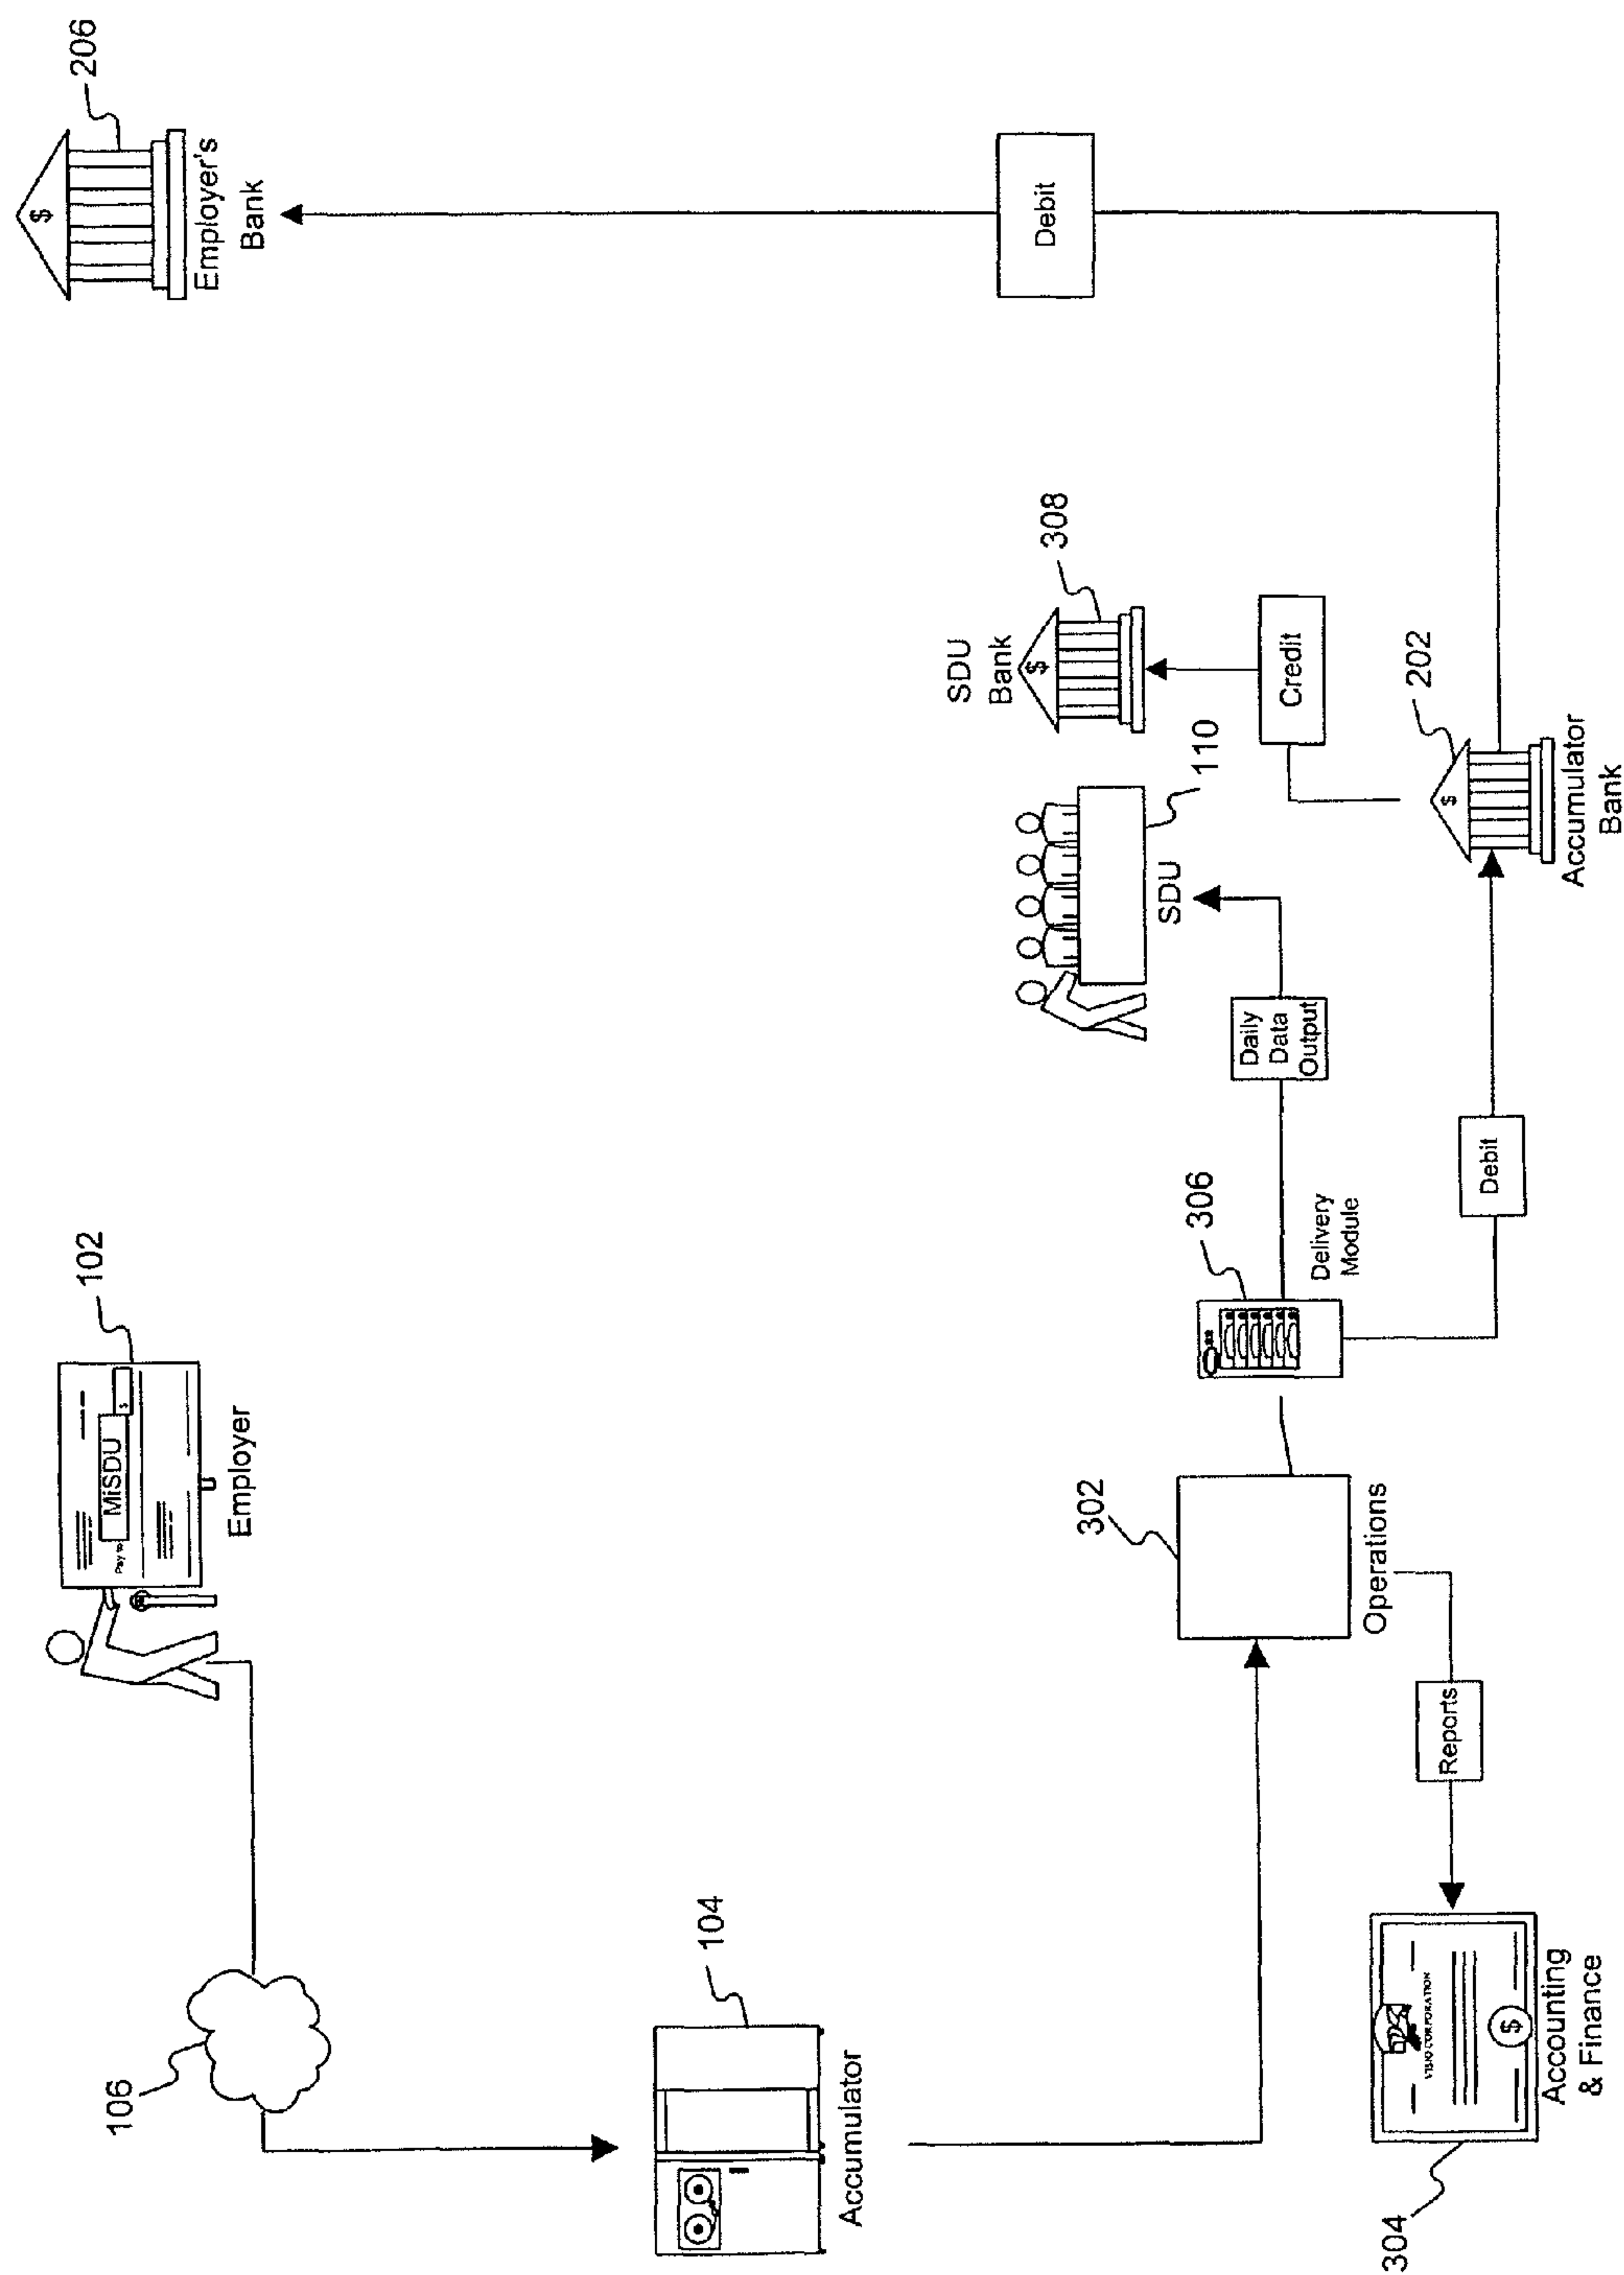 106
102
Pay to
MiSDU
$
Employer
$
206
Employer's
Bank
104
Accumulator
SDU
Bank
$
308
Debit
110
SDU
302
Operations
306
Delivery
Module
Daily
Data
Output
Credit
304
VISIO CORPORATION
$
Accounting
& Finance
Reports
Debit
$
202
Accumulator
Bank